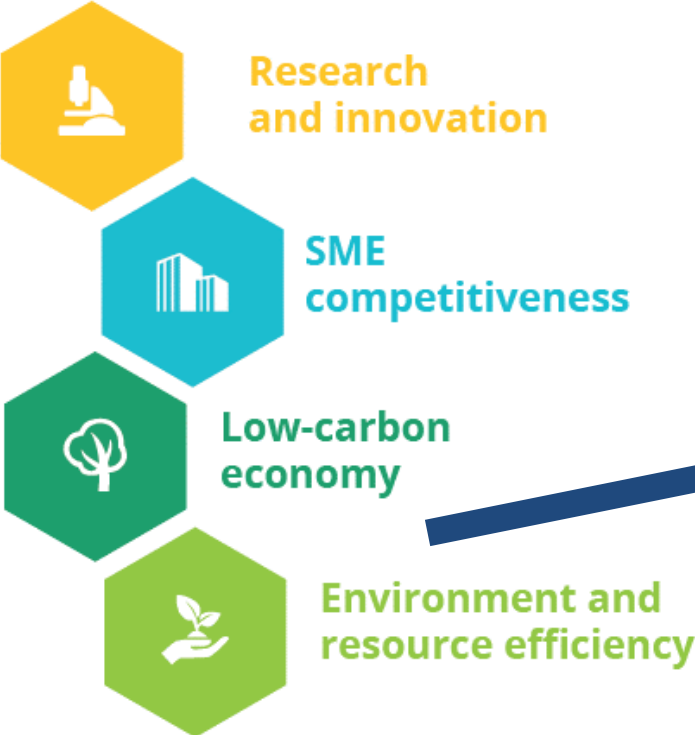 Research
and innovation
SME
competitiveness
Low-carbon
economy
Environment and
resource efficiency